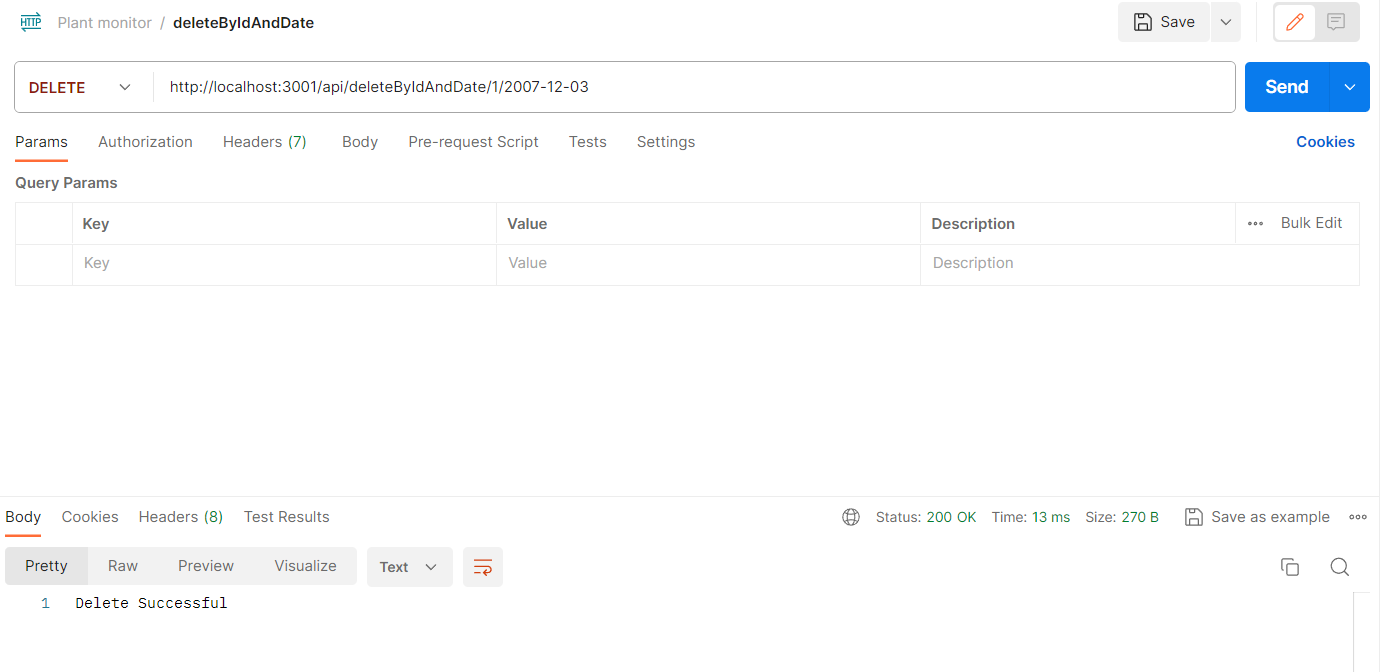 HTTP Plant monitor / deleteByIdAndDate Save
DELETE http://localhost:3001/api/deleteByIdAndDate/1/2007-12-03 Send
Params Authorization Headers (7) Body Pre-request Script Tests Settings Cookies
Query Params
Key Value Description Bulk Edit
Key Value Description
Body Cookies Headers (8) Test Results Status: 200 OK Time: 13 ms Size: 270 B Save as example
Pretty Raw Preview Visualize Text
1 Delete Successful